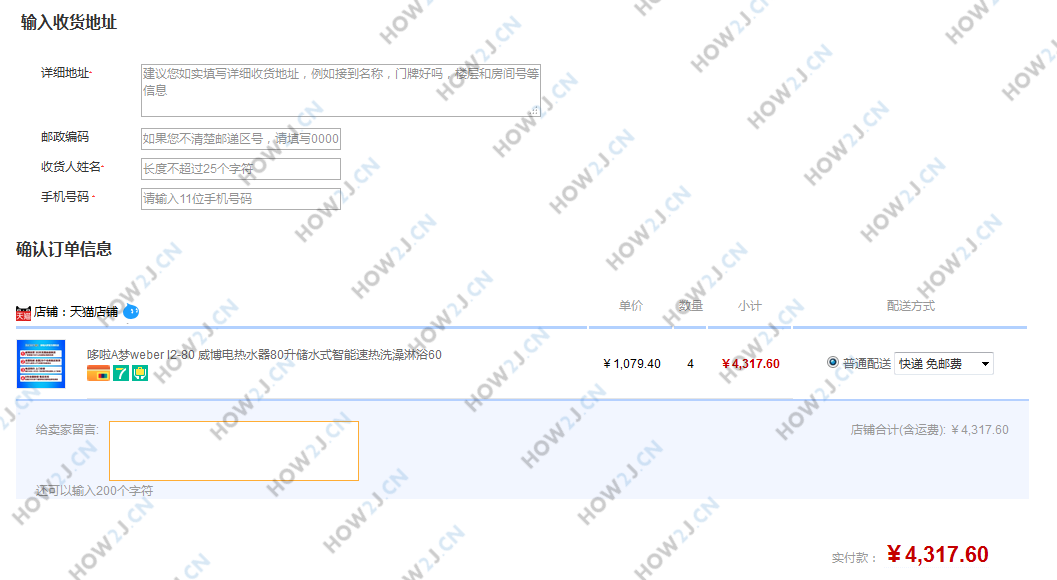 输入收货地址
详细地址*
建议您如实填写详细收货地址，例如接到名称，门牌好吗，楼层和房间号等
信息
邮政编码
如果您不清楚邮递区号，请填写0000
收货人姓名*
长度不超过25个字符
手机号码 *
请输入11位手机号码
确认订单信息
天猫 店铺：天猫店铺 单价 数量 小计 配送方式
哆啦A梦weber l2-80 威博电热水器80升储水式智能速热洗澡淋浴60
7
￥1,079.40 4 ￥4,317.60 普通配送 快递 免邮费
给卖家留言: 店铺合计(含运费): ￥4,317.60
还可以输入200个字符
实付款： ￥4,317.60
HOW2J.CN